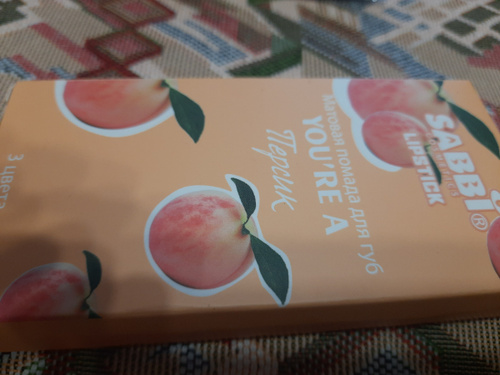 SABBI®
LIPSTICK
Матовая помада для губ
YOU'RE A
Персик
3 цвета